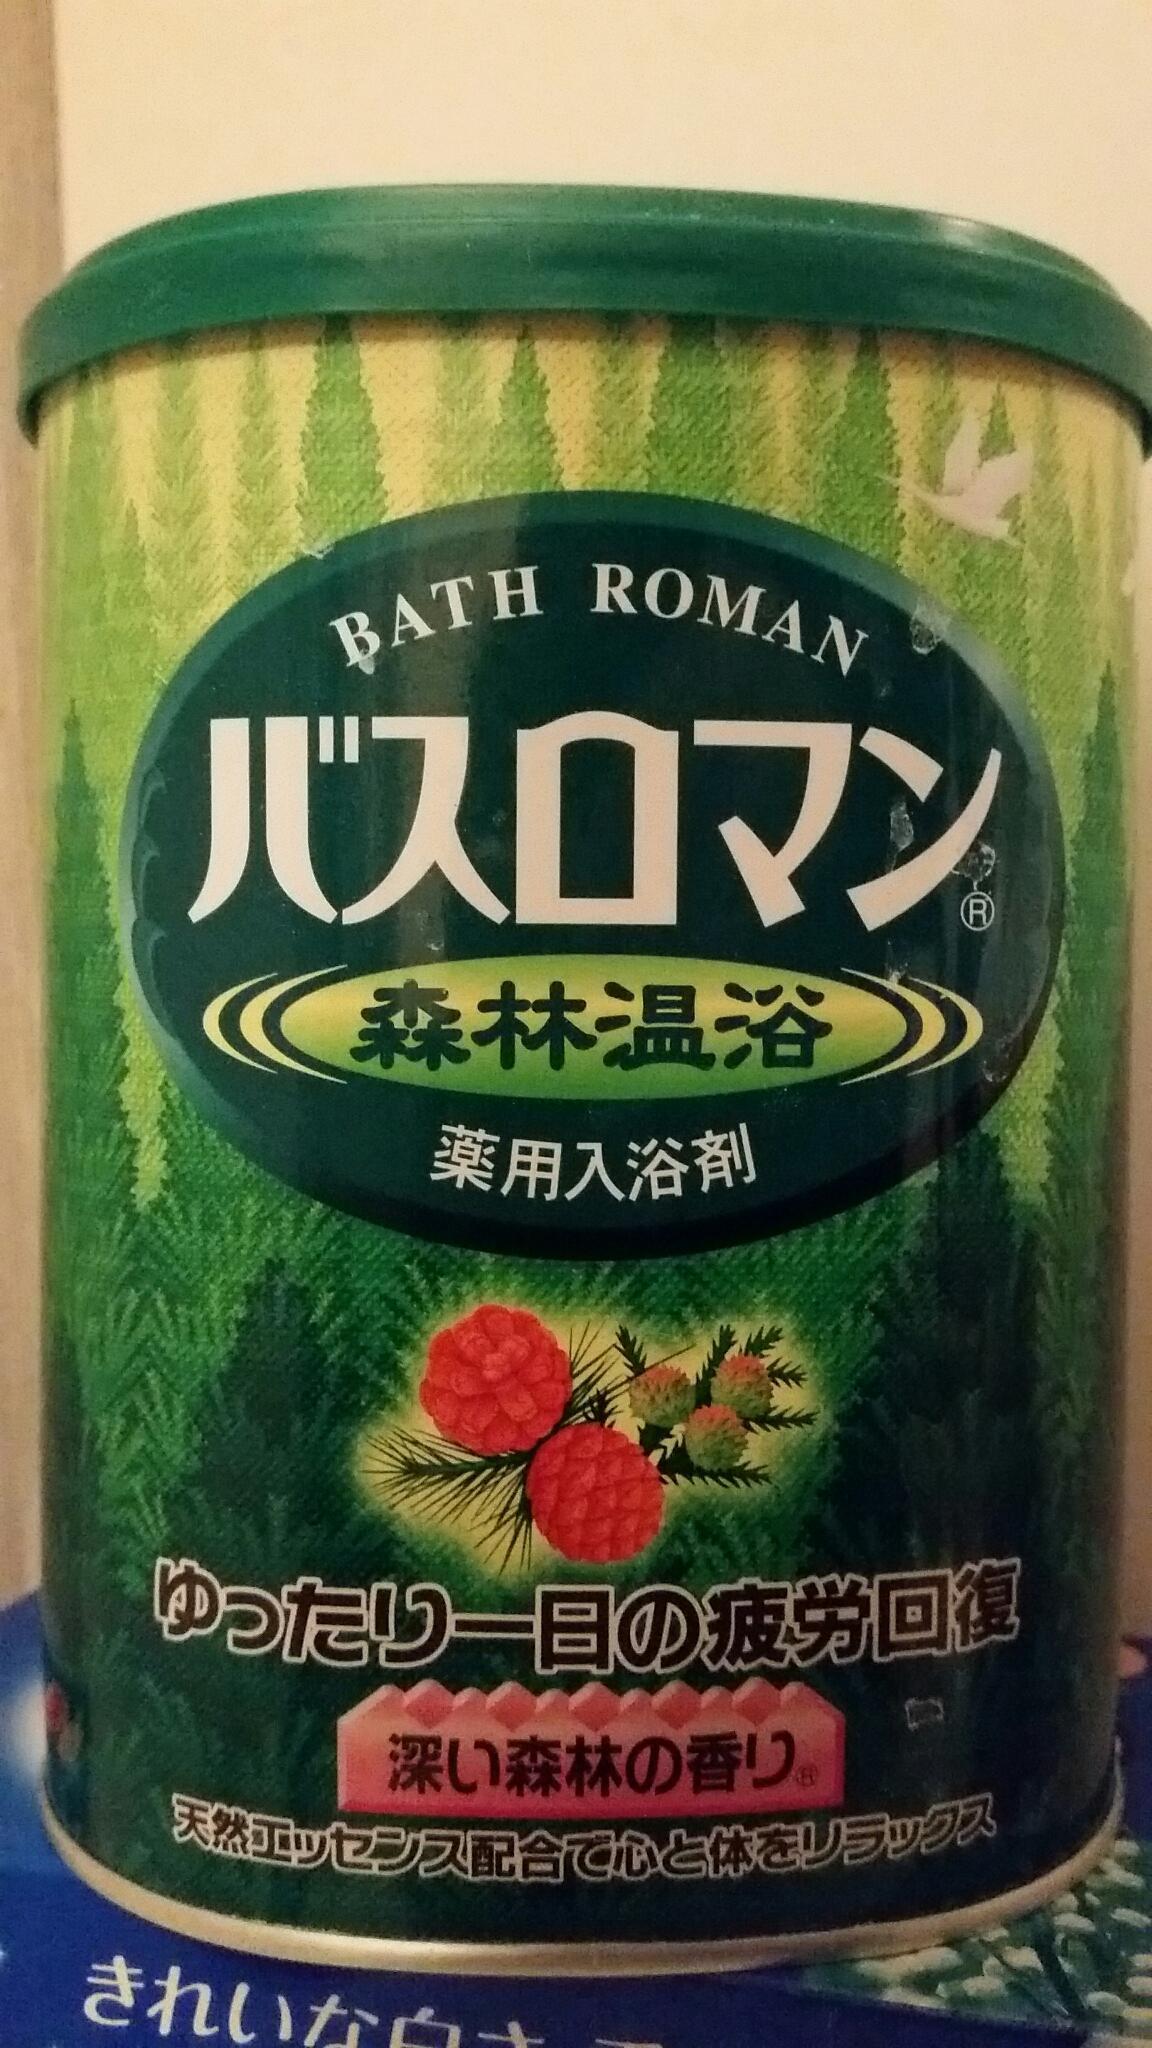 BATH ROMAN
バスロマン®
森林温浴
薬用入浴剤
ゆったり一日の疲労回復
深い森林の香り®
天然エッセンス配合で心と体をリラックス
きれいな白さ